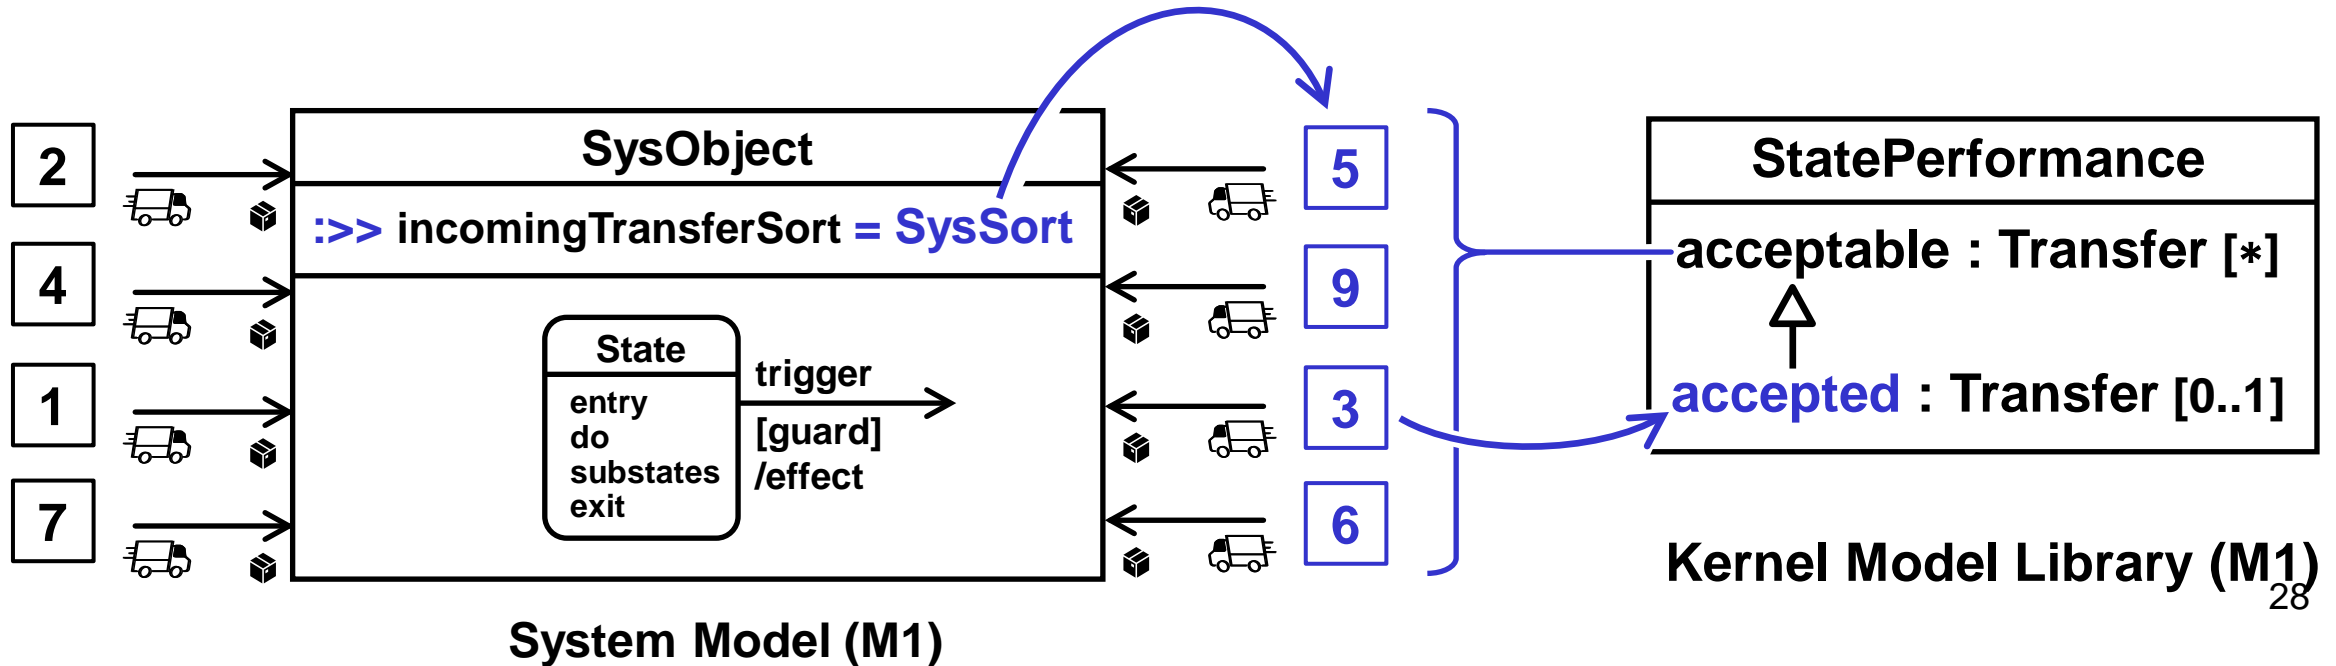 2
4
1
7
SysObject
:>> incomingTransferSort = SysSort
State
entry
do
substates
exit
trigger
[guard]
/effect
System Model (M1)
5
9
3
6
StatePerformance
acceptable : Transfer [*]
accepted : Transfer [0..1]
Kernel Model Library (M1)
28